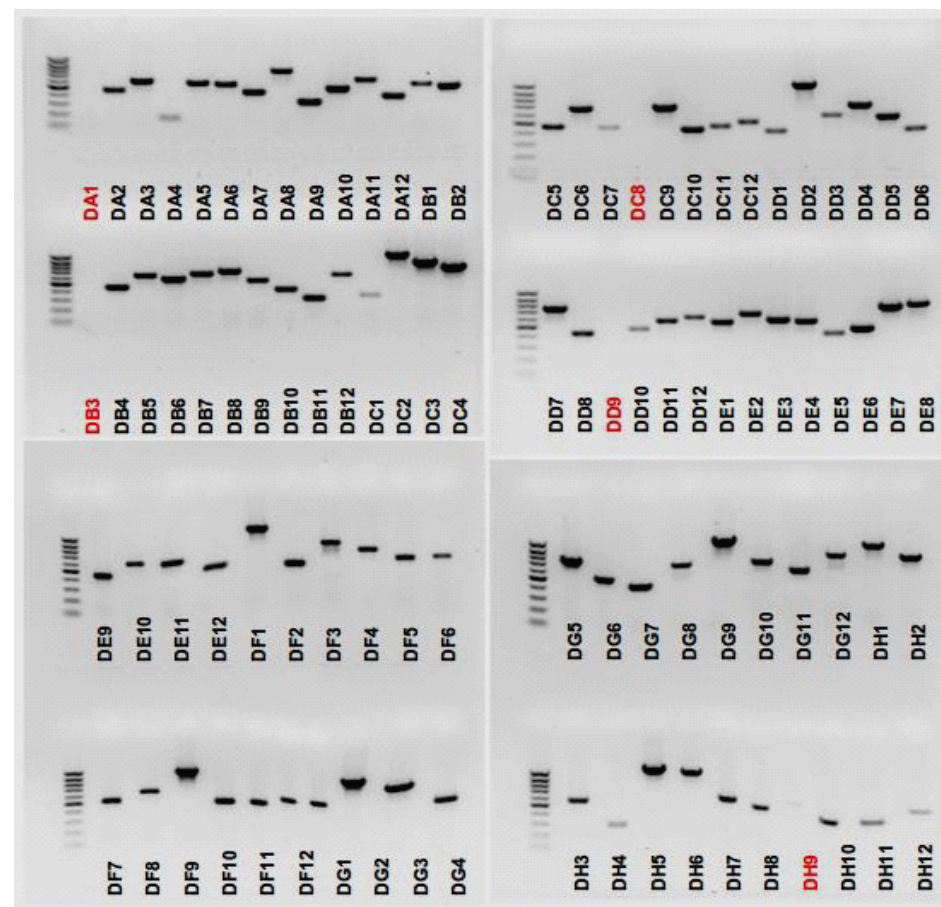 DA1 DA2 DA3 DA4 DA5 DA6 DA7 DA8 DA9 DA10 DA11 DA12 DB1 DB2
DB3 DB4 DB5 DB6 DB7 DB8 DB9 DB10 DB11 DB12 DC1 DC2 DC3 DC4
DC5 DC6 DC7 DC8 DC9 DC10 DC11 DC12 DD1 DD2 DD3 DD4 DD5 DD6
DD7 DD8 DD9 DD10 DD11 DD12 DE1 DE2 DE3 DE4 DE5 DE6 DE7 DE8
DE9 DE10 DE11 DE12 DF1 DF2 DF3 DF4 DF5 DF6
DF7 DF8 DF9 DF10 DF11 DF12 DG1 DG2 DG3 DG4
DG5 DG6 DG7 DG8 DG9 DG10 DG11 DG12 DH1 DH2
DH3 DH4 DH5 DH6 DH7 DH8 DH9 DH10 DH11 DH12